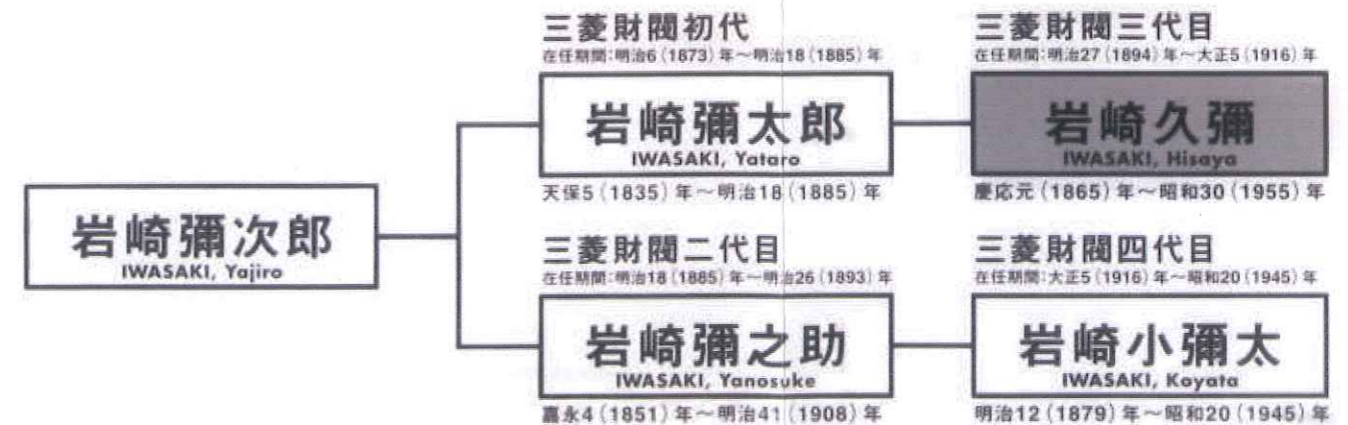 三菱財閥初代
在任期間:明治6(1873)年～明治18(1885)年
岩崎彌太郎
IWASAKI, Yataro
天保5(1835)年～明治18(1885)年
三菱財閥三代目
在任期間:明治27(1894)年～大正5(1916)年
岩崎久彌
IWASAKI, Hisaya
慶応元(1865)年～昭和30(1955)年
岩崎彌次郎
IWASAKI, Yajiro
三菱財閥二代目
在任期間:明治18(1885)年～明治26(1893)年
岩崎彌之助
IWASAKI, Yanosuke
嘉永4(1851)年～明治41(1908)年
三菱財閥四代目
在任期間:大正5(1916)年～昭和20(1945)年
岩崎小彌太
IWASAKI, Koyata
明治12(1879)年～昭和20(1945)年